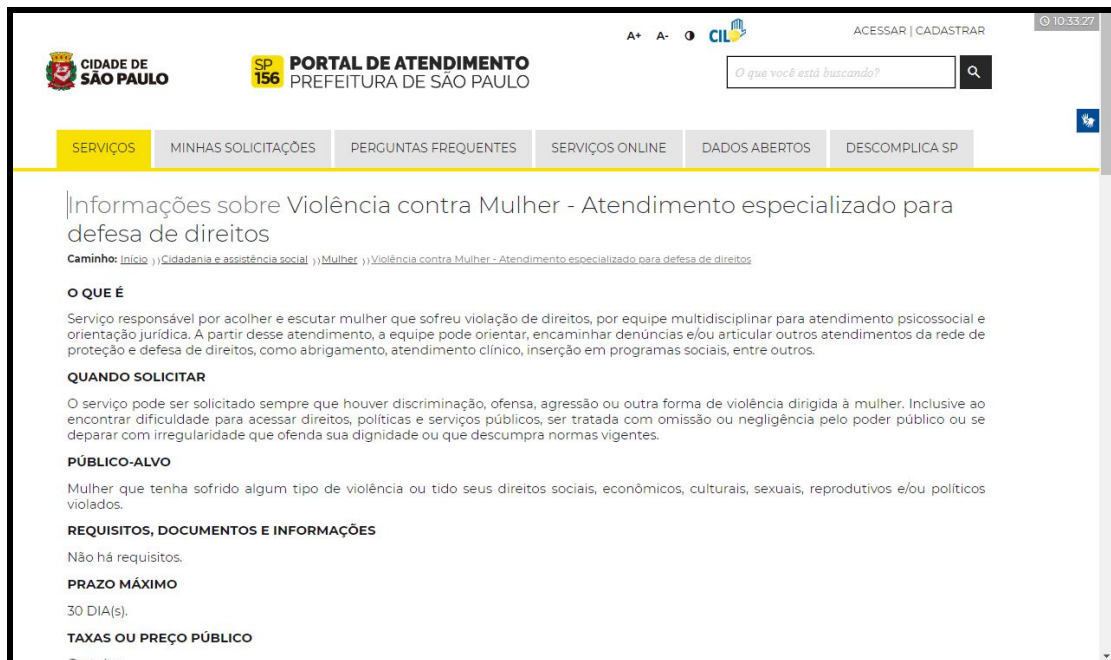 10:33:27
A+ A- CIL ACESSAR | CADASTRAR
CIDADE DE
SÃO PAULO
SP
156
PORTAL DE ATENDIMENTO
PREFEITURA DE SÃO PAULO
O que você está buscando?
SERVIÇOS MINHAS SOLICITAÇÕES PERGUNTAS FREQUENTES SERVIÇOS ONLINE DADOS ABERTOS DESCOMPLICA SP
Informações sobre Violência contra Mulher - Atendimento especializado para
defesa de direitos
Caminho: Início )) Cidadania e assistência social )) Mulher )) Violência contra Mulher - Atendimento especializado para defesa de direitos
O QUE É
Serviço responsável por acolher e escutar mulher que sofreu violação de direitos, por equipe multidisciplinar para atendimento psicossocial e
orientação jurídica. A partir desse atendimento, a equipe pode orientar, encaminhar denúncias e/ou articular outros atendimentos da rede de
proteção e defesa de direitos, como abrigamento, atendimento clínico, inserção em programas sociais, entre outros.
QUANDO SOLICITAR
O serviço pode ser solicitado sempre que houver discriminação, ofensa, agressão ou outra forma de violência dirigida à mulher. Inclusive ao
encontrar dificuldade para acessar direitos, políticas e serviços públicos, ser tratada com omissão ou negligência pelo poder público ou se
deparar com irregularidade que ofenda sua dignidade ou que descumpra normas vigentes.
PÚBLICO-ALVO
Mulher que tenha sofrido algum tipo de violência ou tido seus direitos sociais, econômicos, culturais, sexuais, reprodutivos e/ou políticos
violados.
REQUISITOS, DOCUMENTOS E INFORMAÇÕES
Não há requisitos.
PRAZO MÁXIMO
30 DIA(s).
TAXAS OU PREÇO PÚBLICO